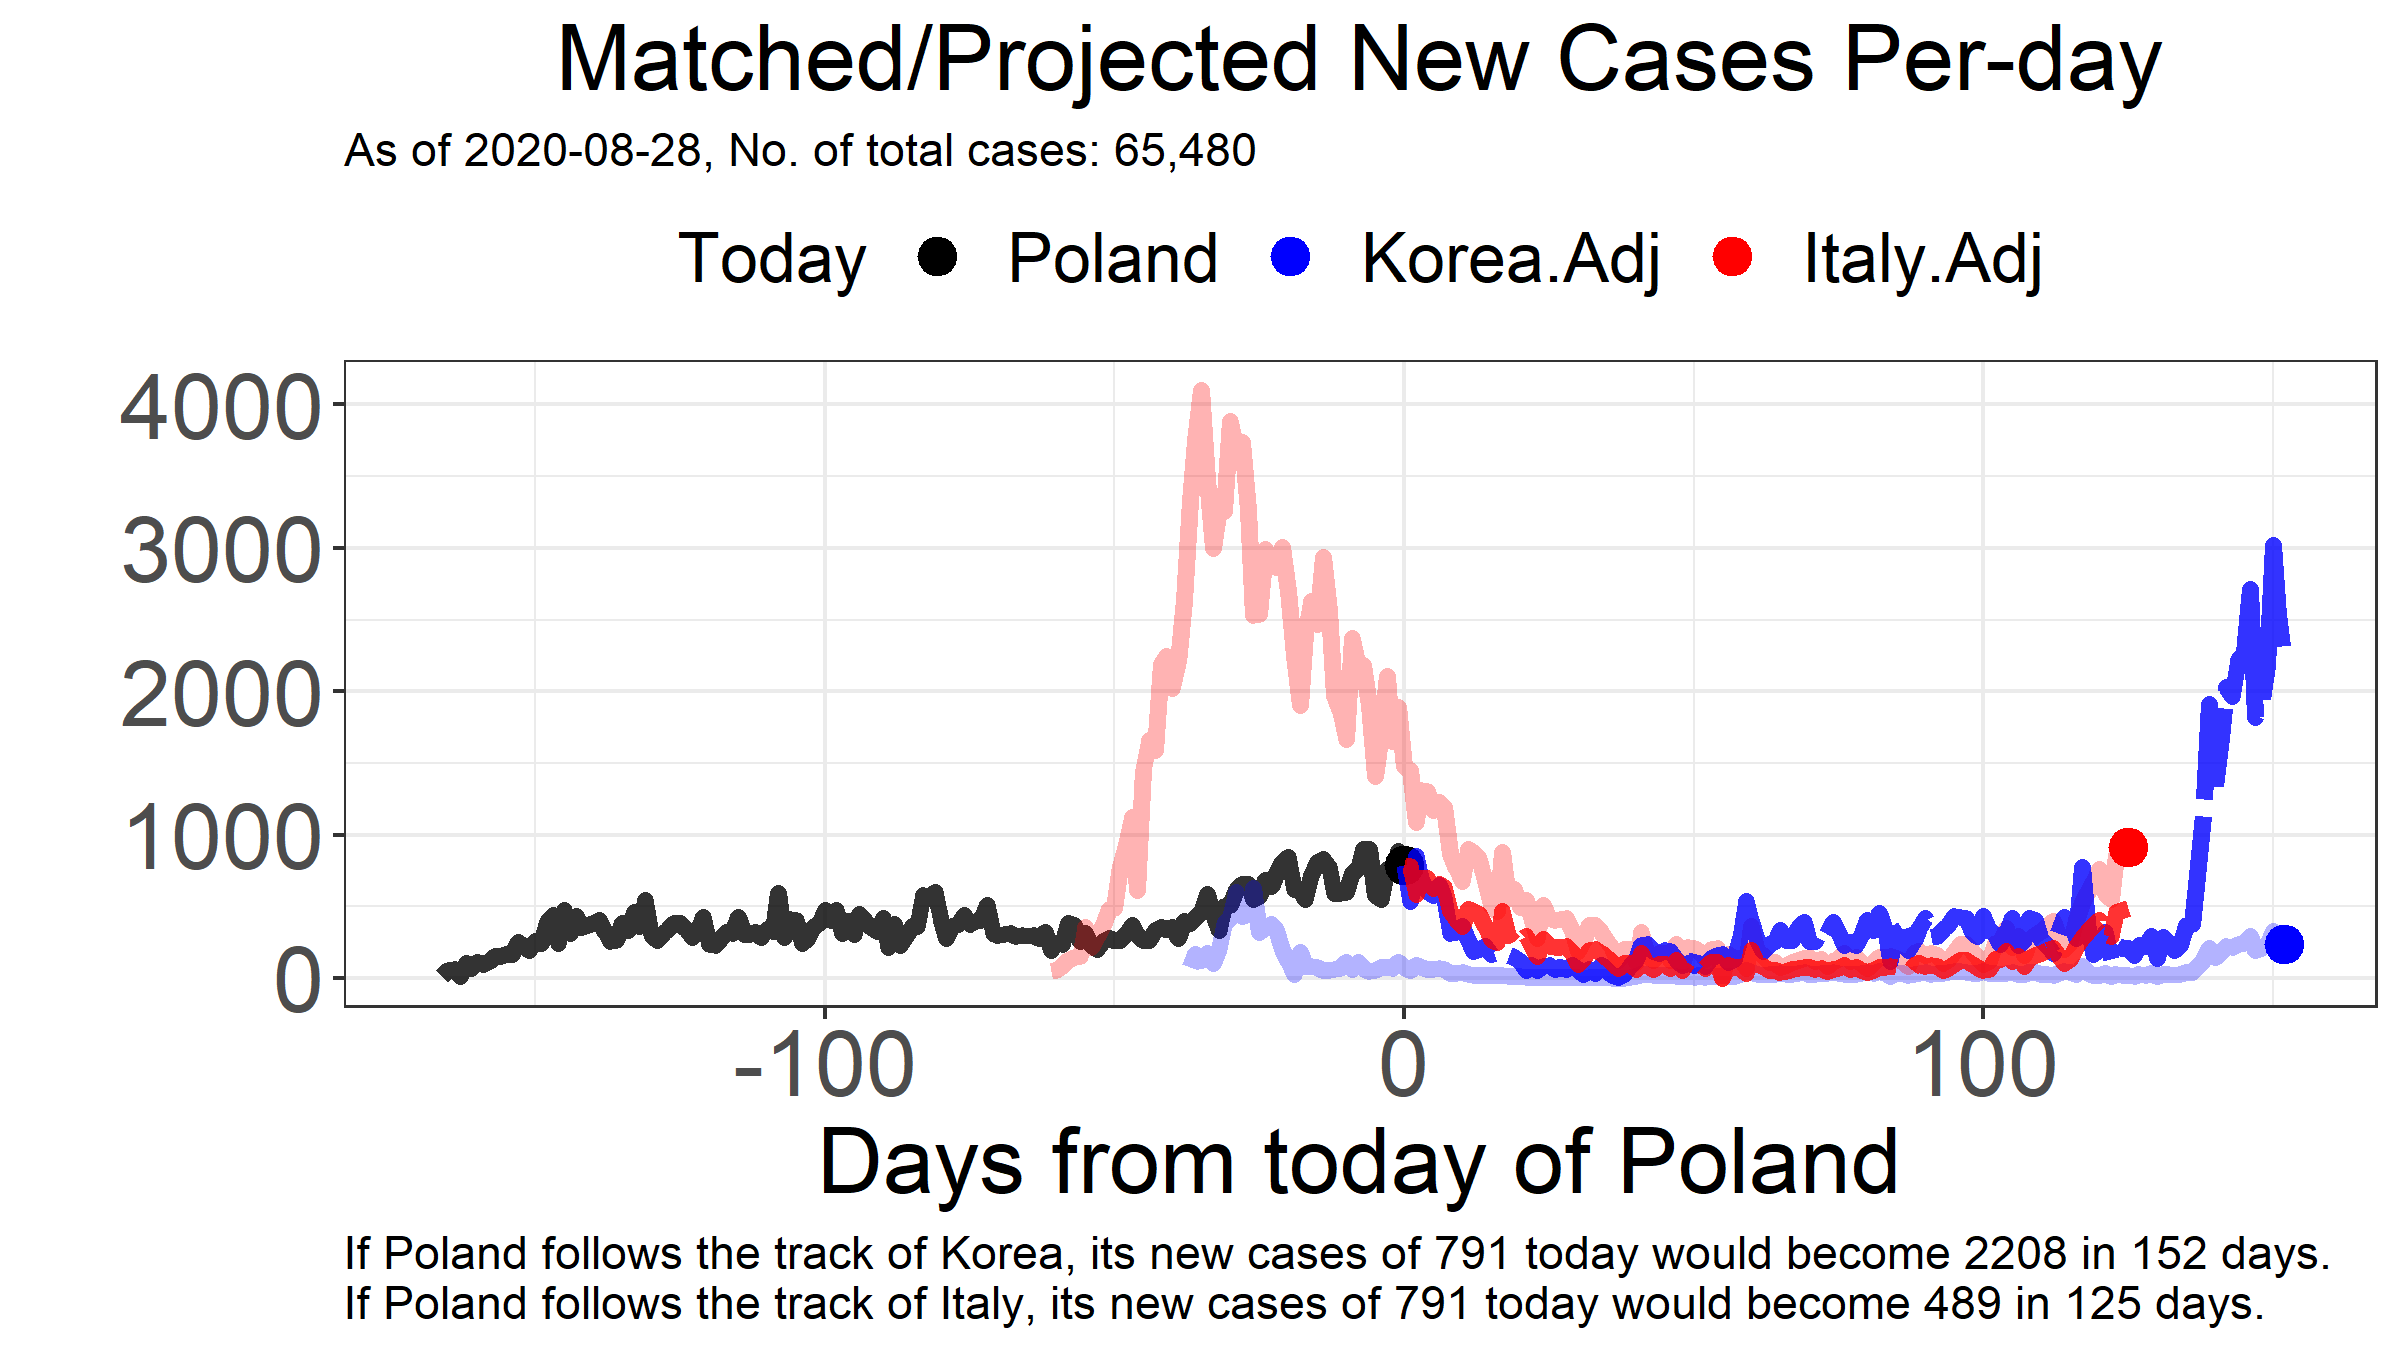 Matched/Projected New Cases Per-day
As of 2020-08-28, No. of total cases: 65,480
Today Poland Korea.Adj Italy.Adj
4000
3000
2000
1000
0
-100 0 100
Days from today of Poland
If Poland follows the track of Korea, its new cases of 791 today would become 2208 in 152 days.
If Poland follows the track of Italy, its new cases of 791 today would become 489 in 125 days.